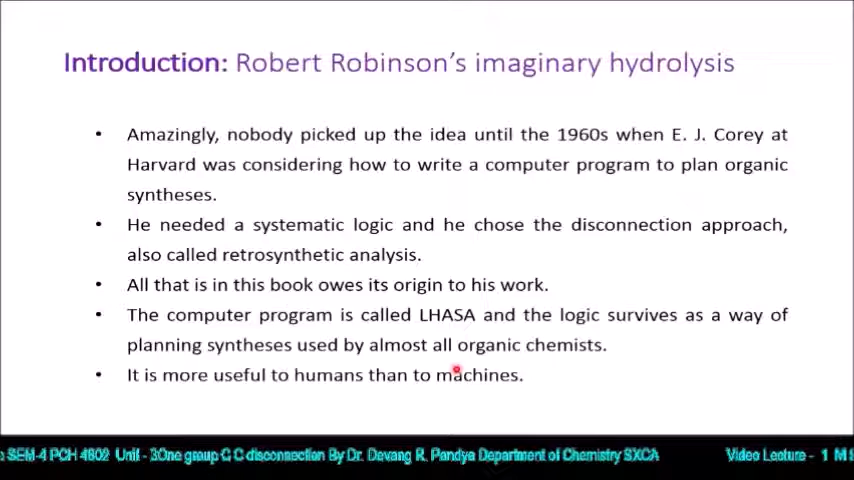 Introduction: Robert Robinson's imaginary hydrolysis
• Amazingly, nobody picked up the idea until the 1960s when E. J. Corey at
Harvard was considering how to write a computer program to plan organic
syntheses.
• He needed a systematic logic and he chose the disconnection approach,
also called retrosynthetic analysis.
• All that is in this book owes its origin to his work.
• The computer program is called LHASA and the logic survives as a way of
planning syntheses used by almost all organic chemists.
• It is more useful to humans than to machines.
SEM-4 PCH 4802 Unit - 3One group C C disconnection By Dr. Devang R. Pandya Department of Chemistry SXCA Video Lecture - 1 M